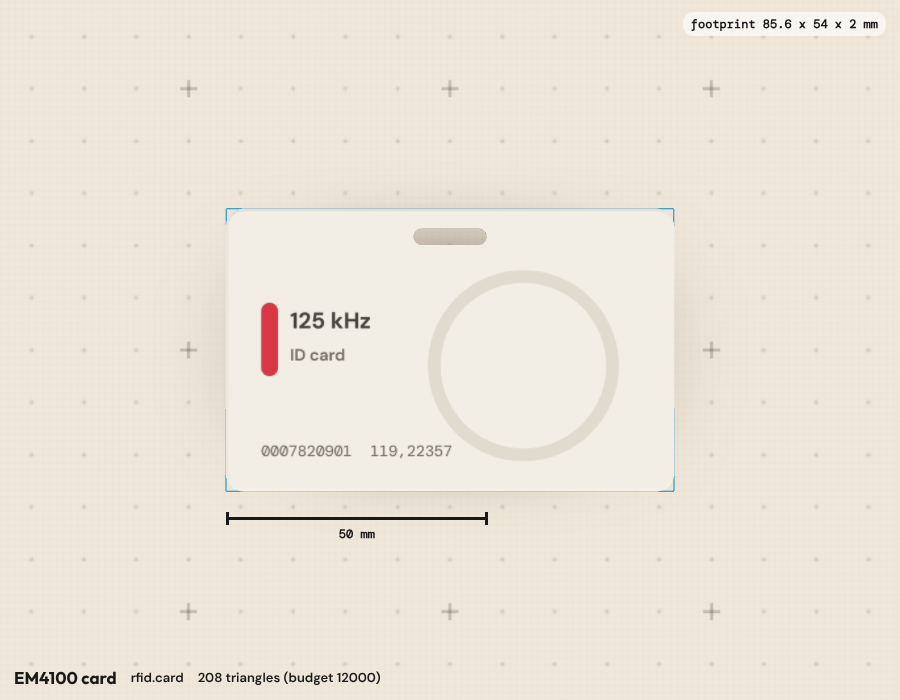 footprint 85.6 x 54 x 2 mm
125 kHz
ID card
0007820901 119,22357
50 mm
EM4100 card rfid.card 208 triangles (budget 12000)